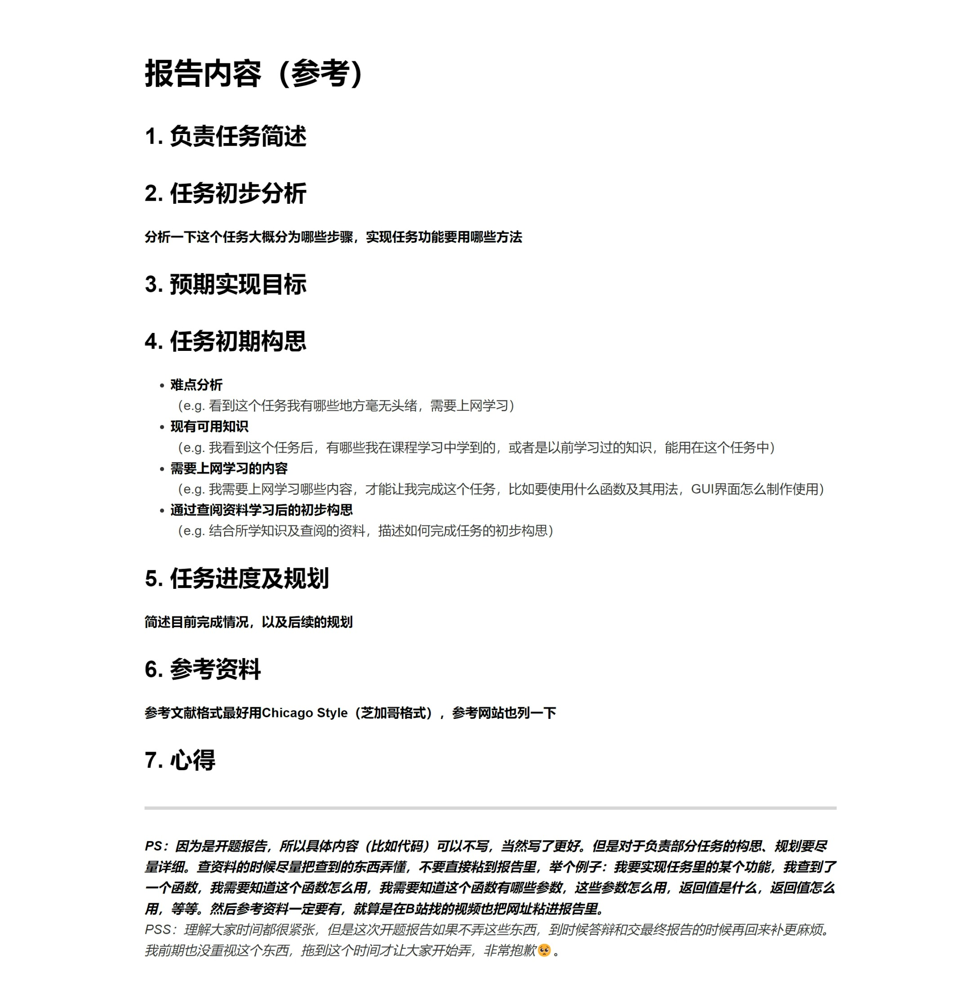 报告内容（参考）
1. 负责任务简述
2. 任务初步分析
分析一下这个任务大概分为哪些步骤，实现任务功能要用哪些方法
3. 预期实现目标
4. 任务初期构思
• 难点分析
（e.g. 看到这个任务我有哪些地方毫无头绪，需要上网学习）
• 现有可用知识
（e.g. 我看到这个任务后，有哪些我在课程学习中学到的，或者是以前学习过的知识，能用在这个任务中）
• 需要上网学习的内容
（e.g. 我需要上网学习哪些内容，才能让我完成这个任务，比如要使用什么函数及其用法，GUI界面怎么制作使用）
• 通过查阅资料学习后的初步构思
（e.g. 结合所学知识及查阅的资料，描述如何完成任务的初步构思）
5. 任务进度及规划
简述目前完成情况，以及后续的规划
6. 参考资料
参考文献格式最好用Chicago Style（芝加哥格式），参考网站也列一下
7. 心得
PS：因为是开题报告，所以具体内容（比如代码）可以不写，当然写了更好。但是对于负责部分任务的构思、规划要尽
量详细。查资料的时候尽量把查到的东西弄懂，不要直接粘到报告里，举个例子：我要实现任务里的某个功能，我查到了
一个函数，我需要知道这个函数怎么用，我需要知道这个函数有哪些参数，这些参数怎么用，返回值是什么，返回值怎么
用，等等。然后参考资料一定要有，就算是在B站找的视频也把网址粘进报告里。
PSS：理解大家时间都很紧张，但是这次开题报告如果不弄这些东西，到时候答辩和交最终报告的时候再回来补更麻烦。
我前期也没重视这个东西，拖到这个时间才让大家开始弄，非常抱歉🥺。